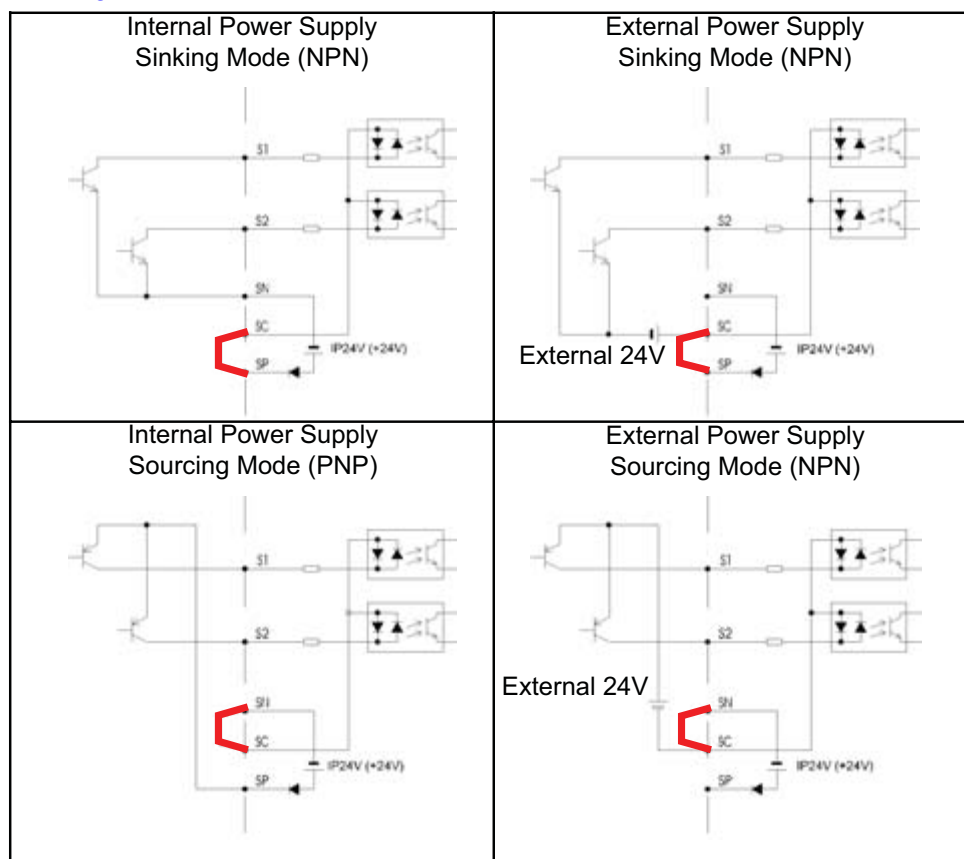 Internal Power Supply
Sinking Mode (NPN)
S1
S2
SN
SC
IP24V (+24V)
SP
External Power Supply
Sinking Mode (NPN)
S1
S2
SN
SC
External 24V
IP24V (+24V)
SP
Internal Power Supply
Sourcing Mode (PNP)
S1
S2
SN
SC
IP24V (+24V)
SP
External Power Supply
Sourcing Mode (NPN)
S1
S2
External 24V
SN
SC
IP24V (+24V)
SP